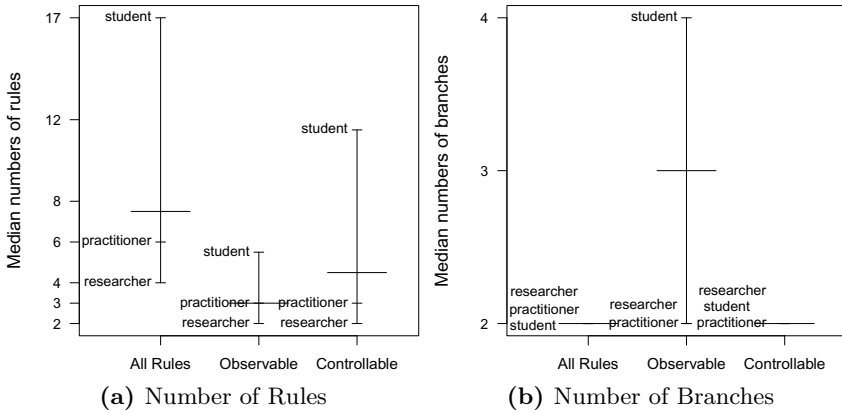 Median numbers of rules
17
12
8
6
4
3
2
student
practitioner
researcher
student
practitioner
researcher
student
practitioner
researcher
All Rules Observable Controllable
(a) Number of Rules
Median numbers of branches
4
3
2
researcher
practitioner
student
student
researcher
practitioner
researcher
student
practitioner
All Rules Observable Controllable
(b) Number of Branches